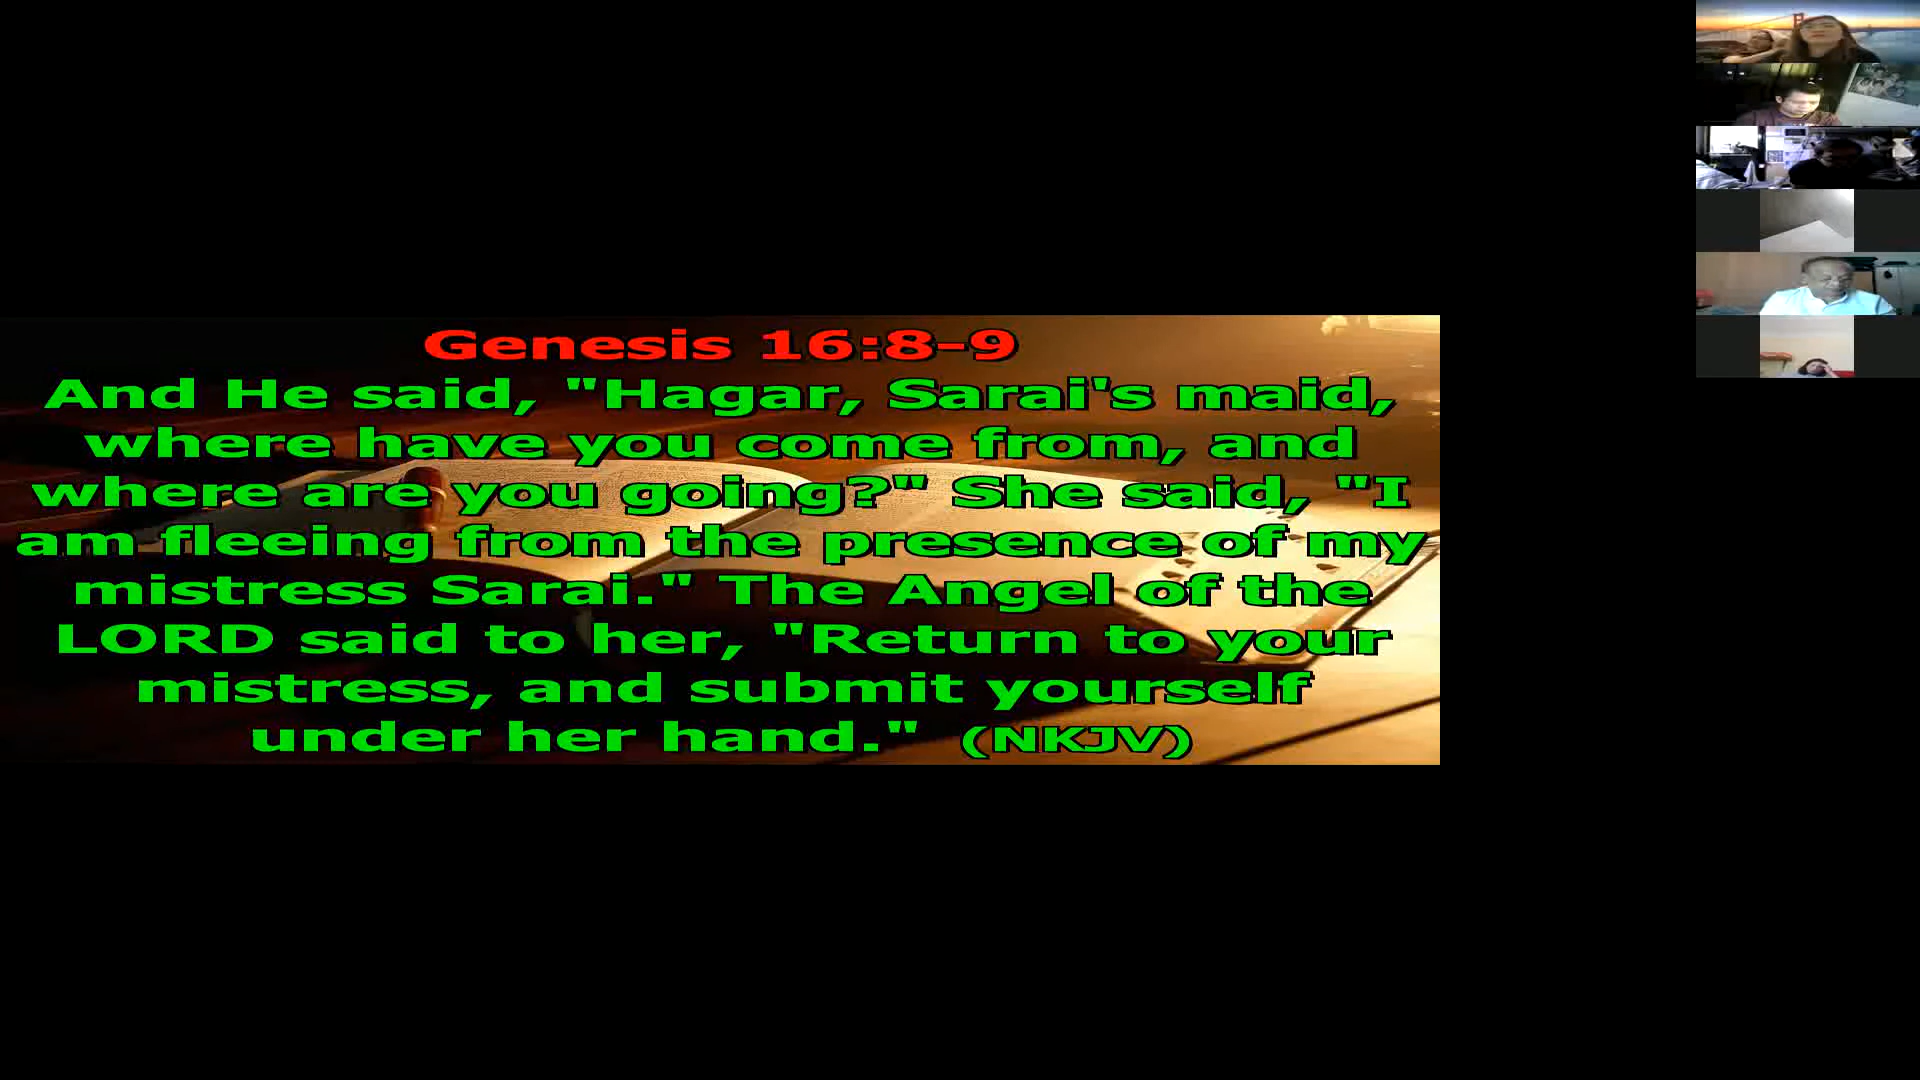 Genesis 16:8-9
And He said, "Hagar, Sarai's maid,
where have you come from, and
where are you going?" She said, "I
am fleeing from the presence of my
mistress Sarai." The Angel of the
LORD said to her, "Return to your
mistress, and submit yourself
under her hand." (NKJV)